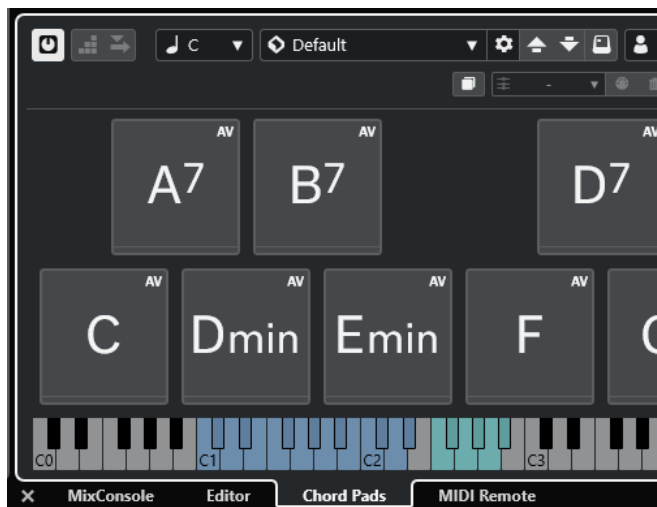 C Default
-
AV AV AV
A7 B7 D7
AV AV AV AV
C Dmin Emin F
C0 C1 C2 C3
MixConsole Editor Chord Pads MIDI Remote